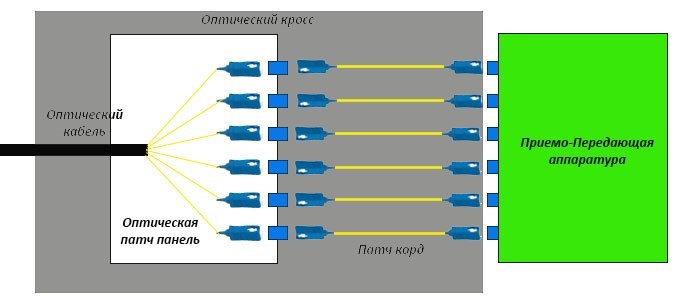 Оптический кросс
Оптический
кабель
Приемо-Передающая
аппаратура
Оптическая
патч панель
Патч корд